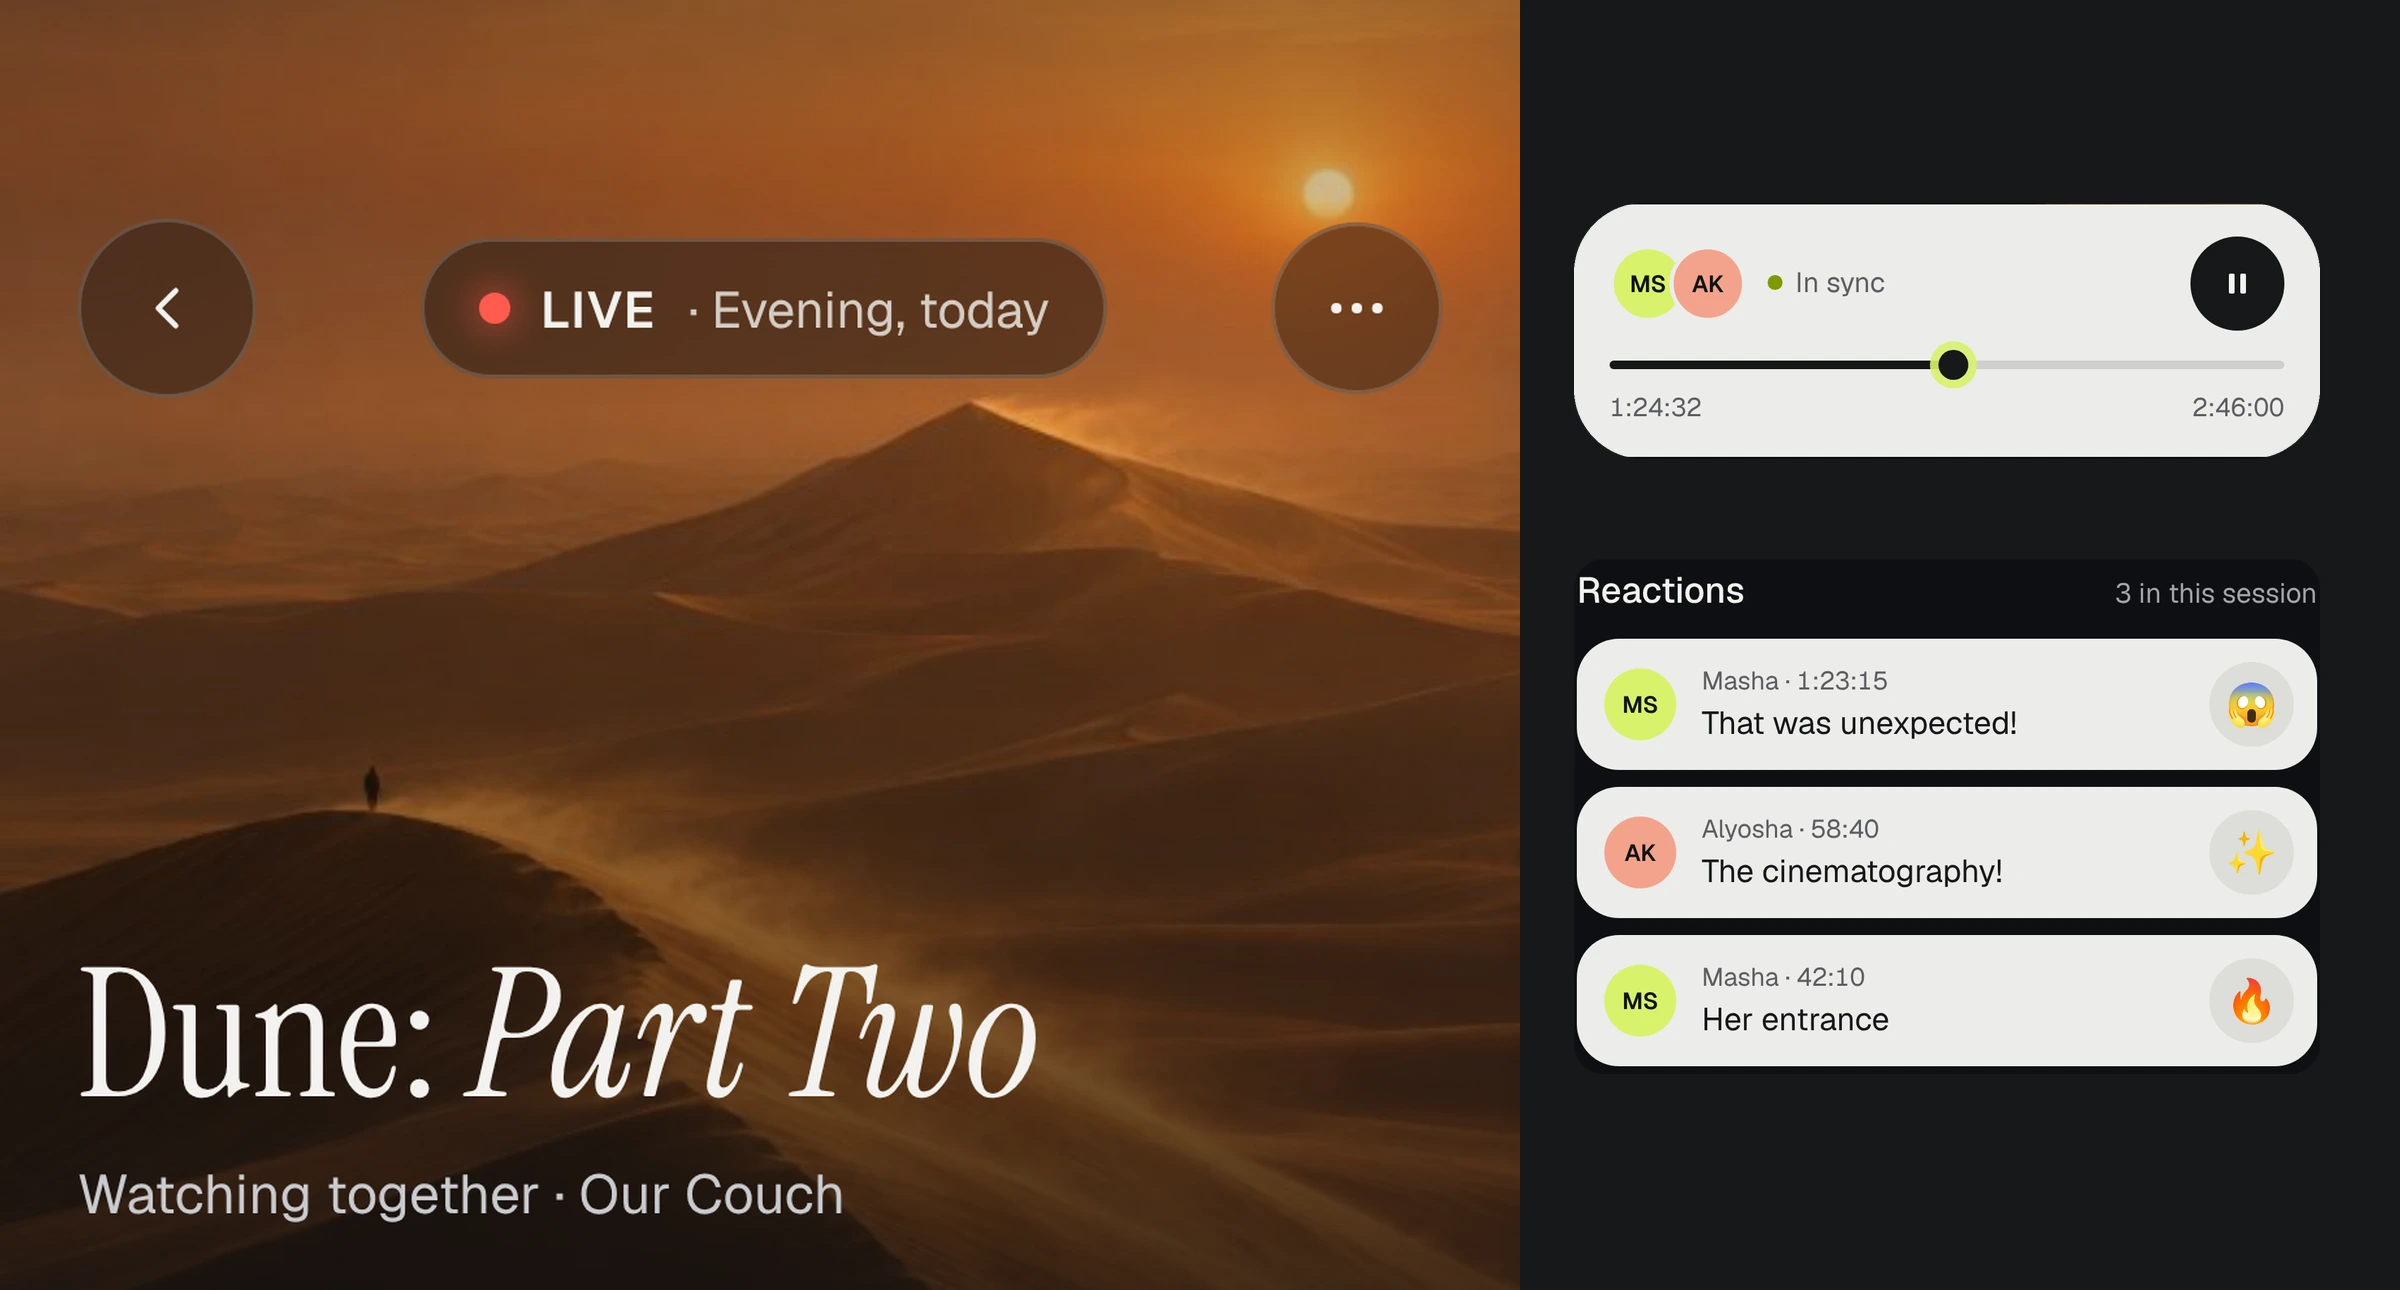 LIVE · Evening, today
Dune: Part Two
Watching together · Our Couch
MS AK In sync
1:24:32 2:46:00
Reactions 3 in this session
MS Masha · 1:23:15
That was unexpected!
AK Alyosha · 58:40
The cinematography!
MS Masha · 42:10
Her entrance